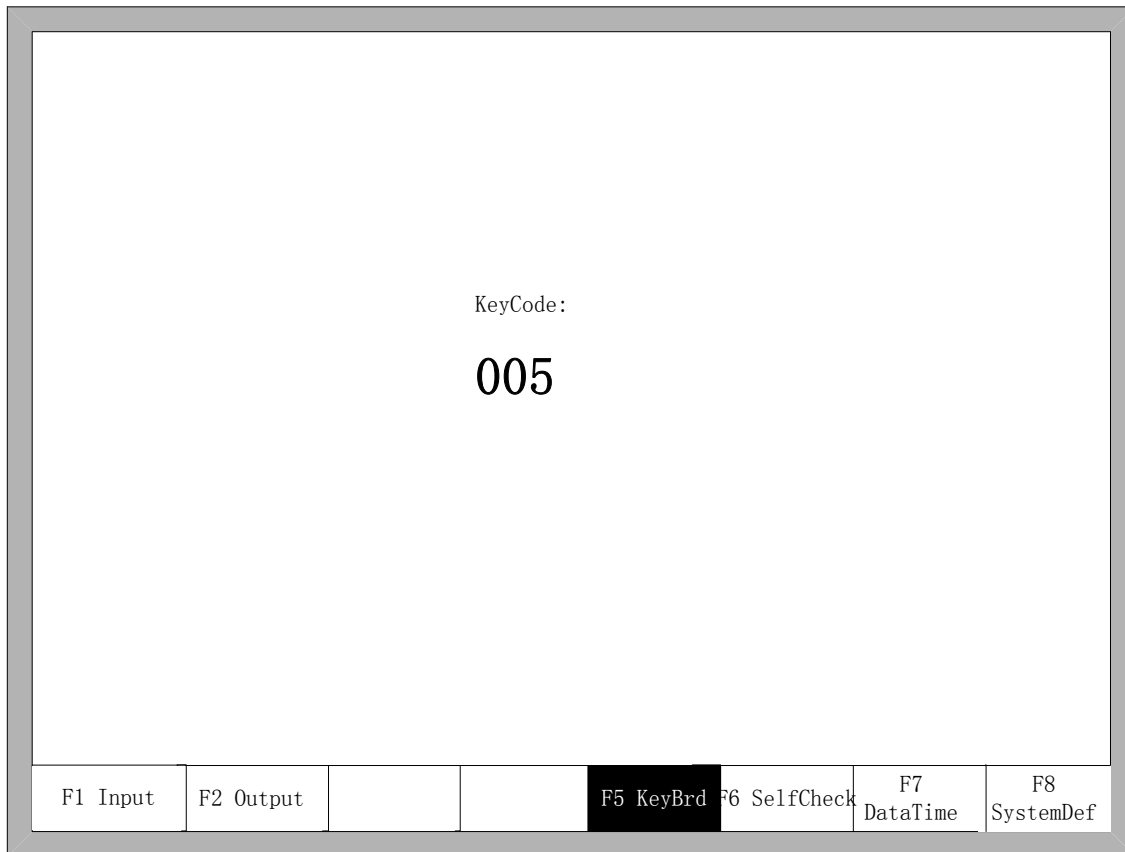 KeyCode:
005
F1 Input
F2 Output
F5 KeyBrd
F6 SelfCheck
F7
DataTime
F8
SystemDef